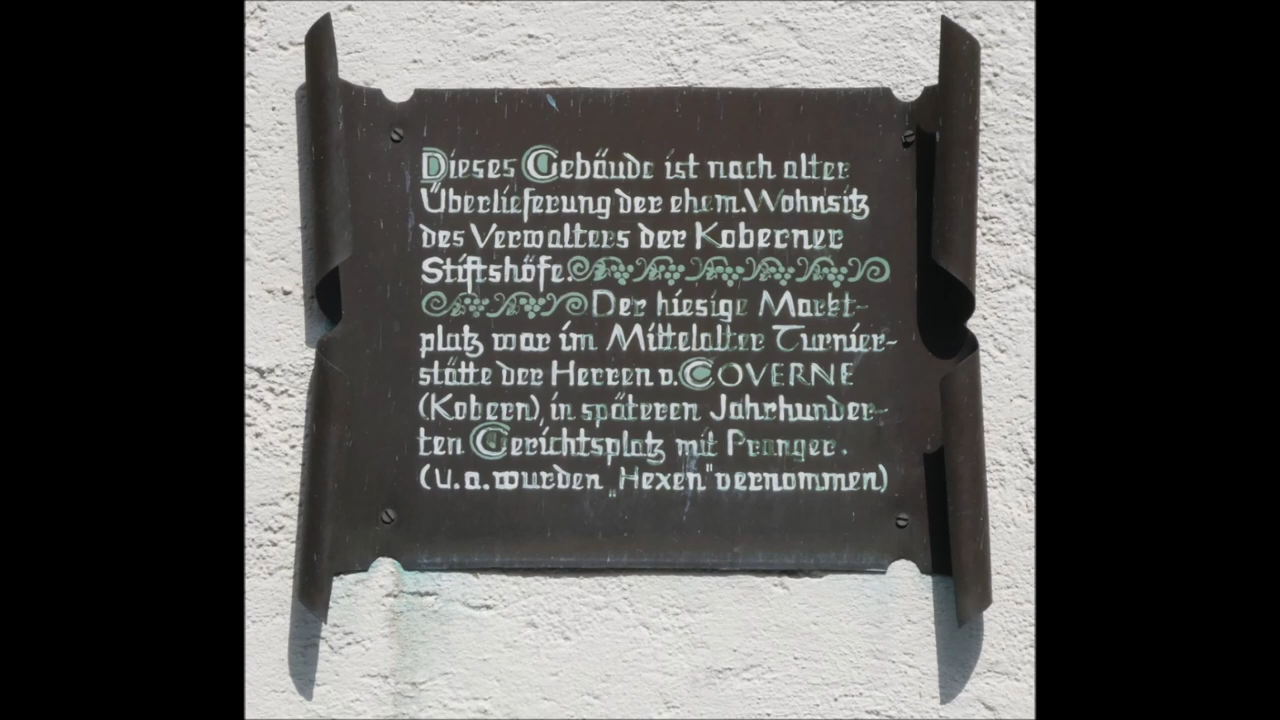 Dieses Gebäude ist nach alter
Überlieferung der ehem. Wohnsitz
des Verwalters der Koberner
Stiftshöfe.
Der hiesige Markt-
platz war im Mittelalter Turnier-
stätte der Herren v. COVERNE
(Kobern), in späteren Jahrhunder-
ten Gerichtsplatz mit Pranger.
(U.a. wurden „Hexen" vernommen)